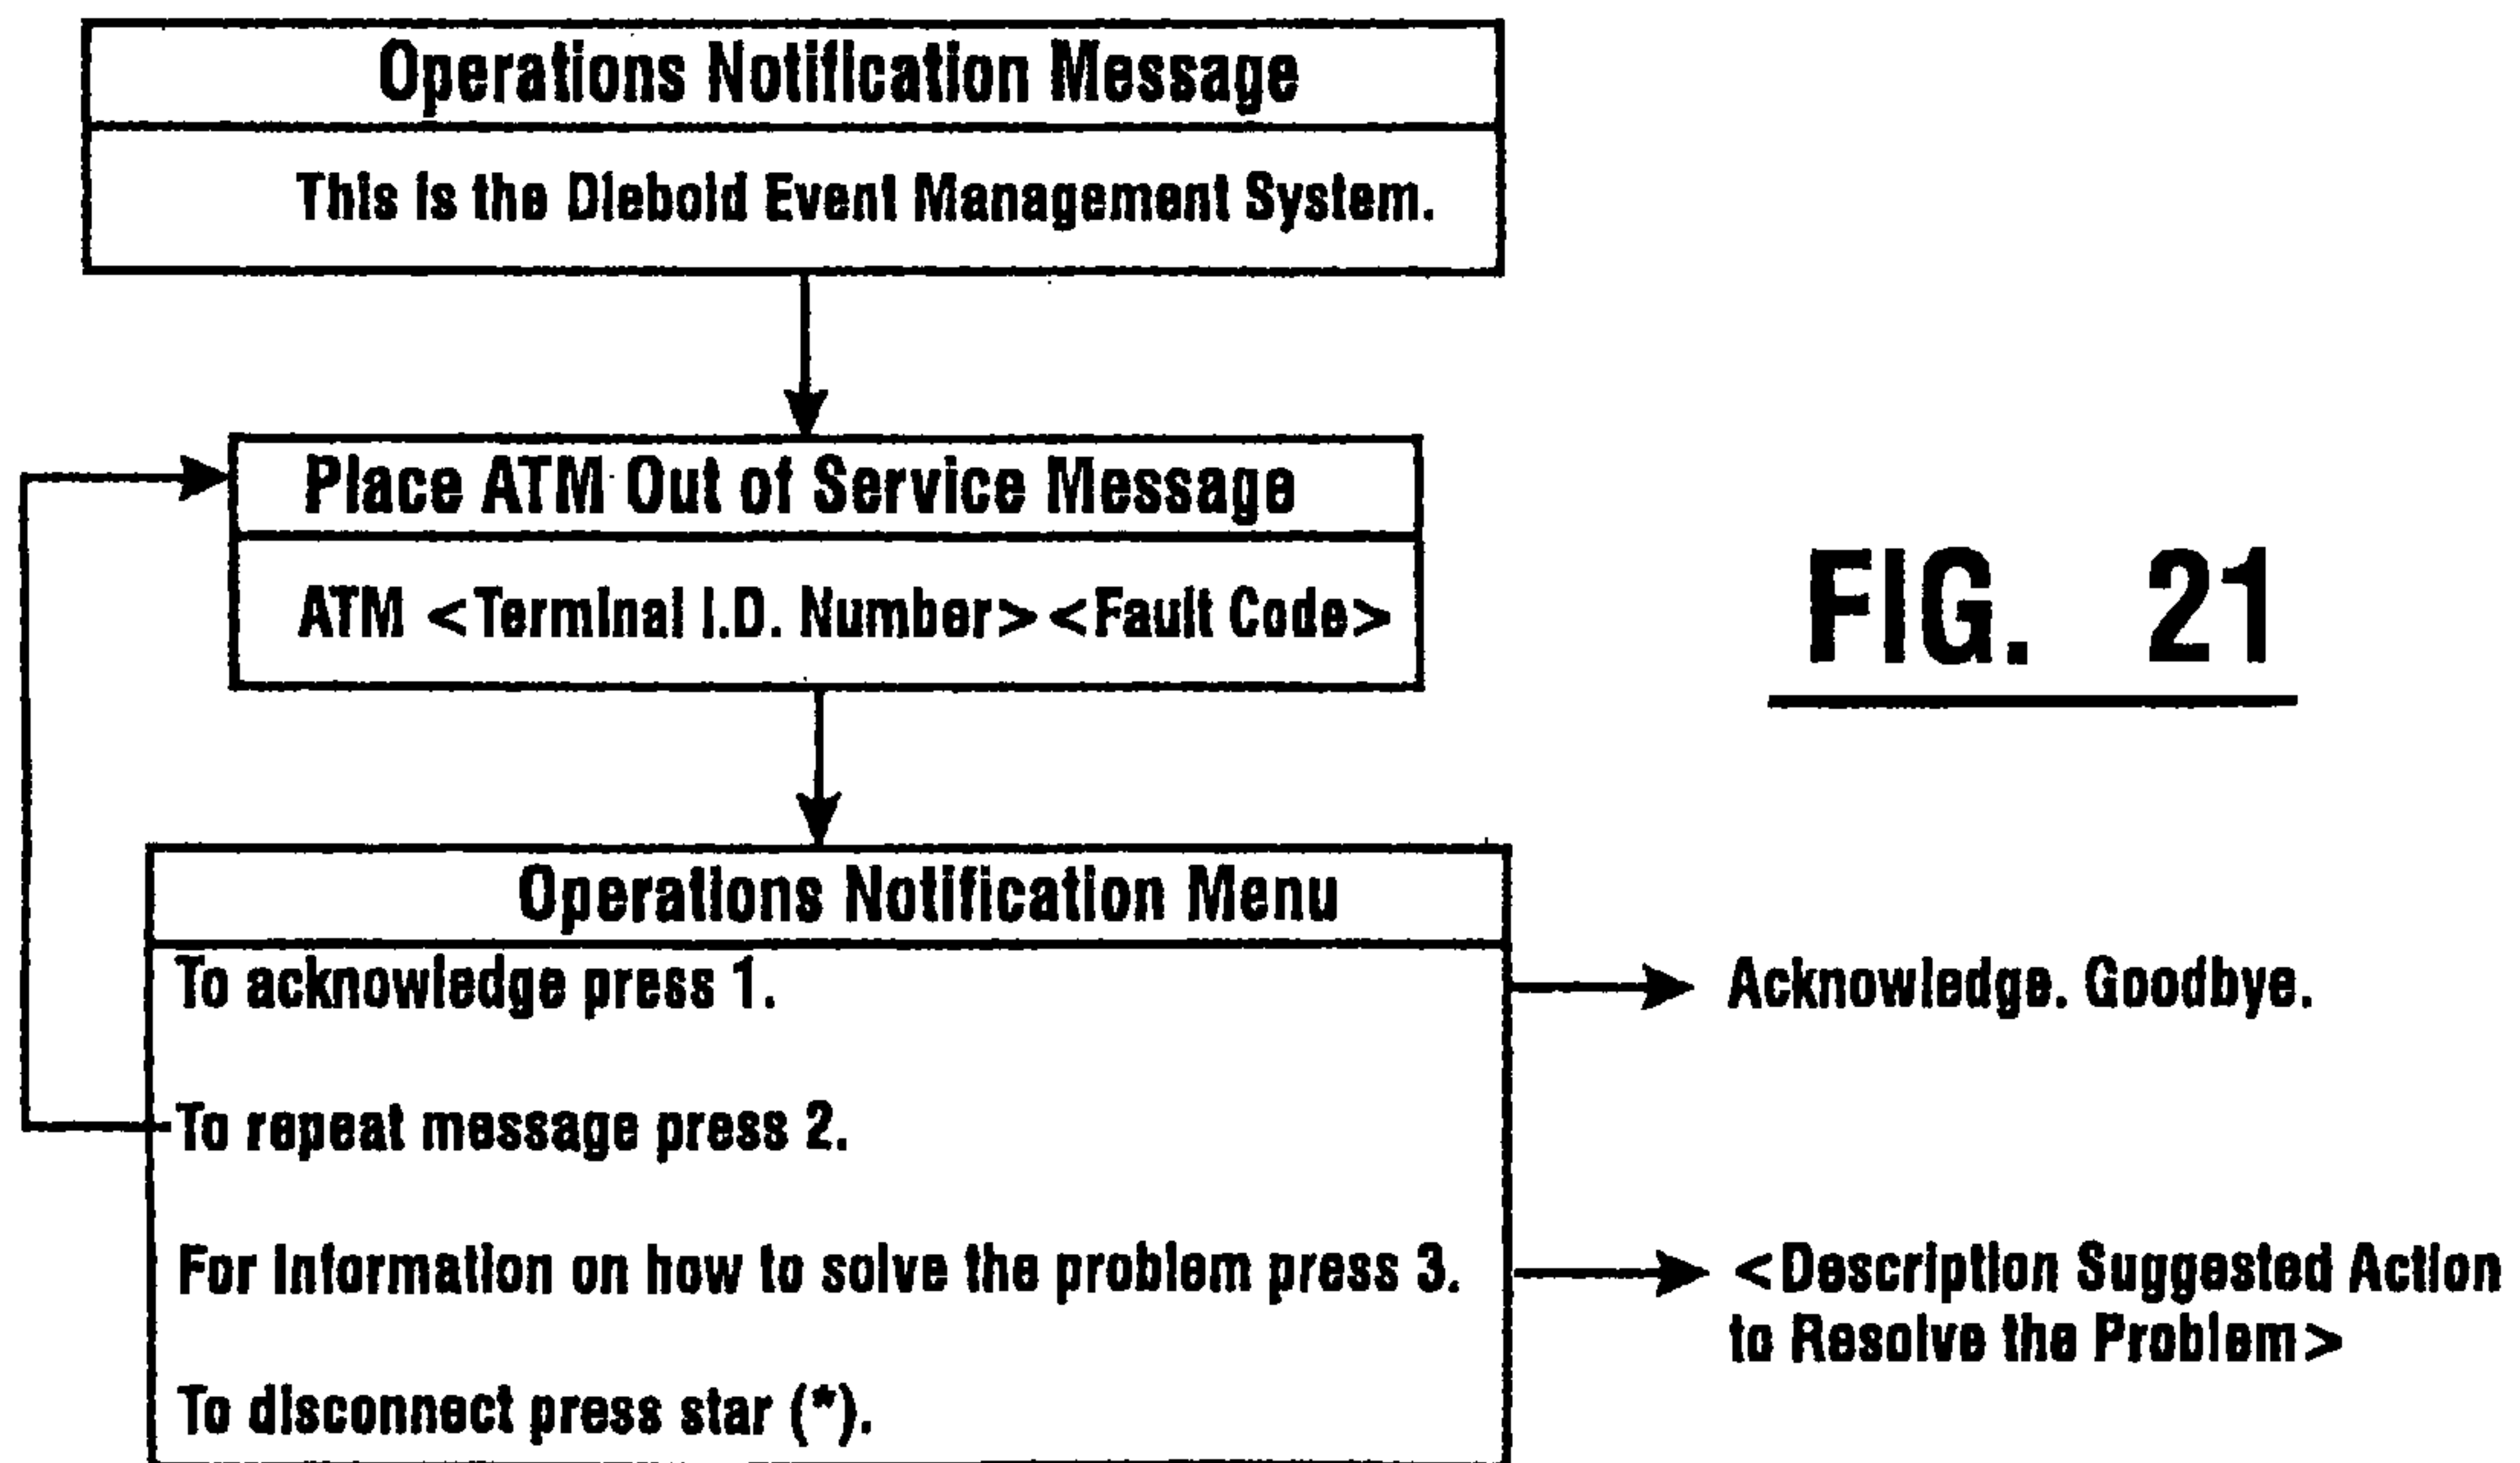 Operations Notification Message
This is the Diebold Event Management System.
Place ATM Out of Service Message
ATM <Terminal I.D. Number> <Fault Code>
FIG. 21
Operations Notification Menu
To acknowledge press 1.
Acknowledge. Goodbye.
To repeat message press 2.
For Information on how to solve the problem press 3.
<Description Suggested Action
to Resolve the Problem>
To disconnect press star (*).